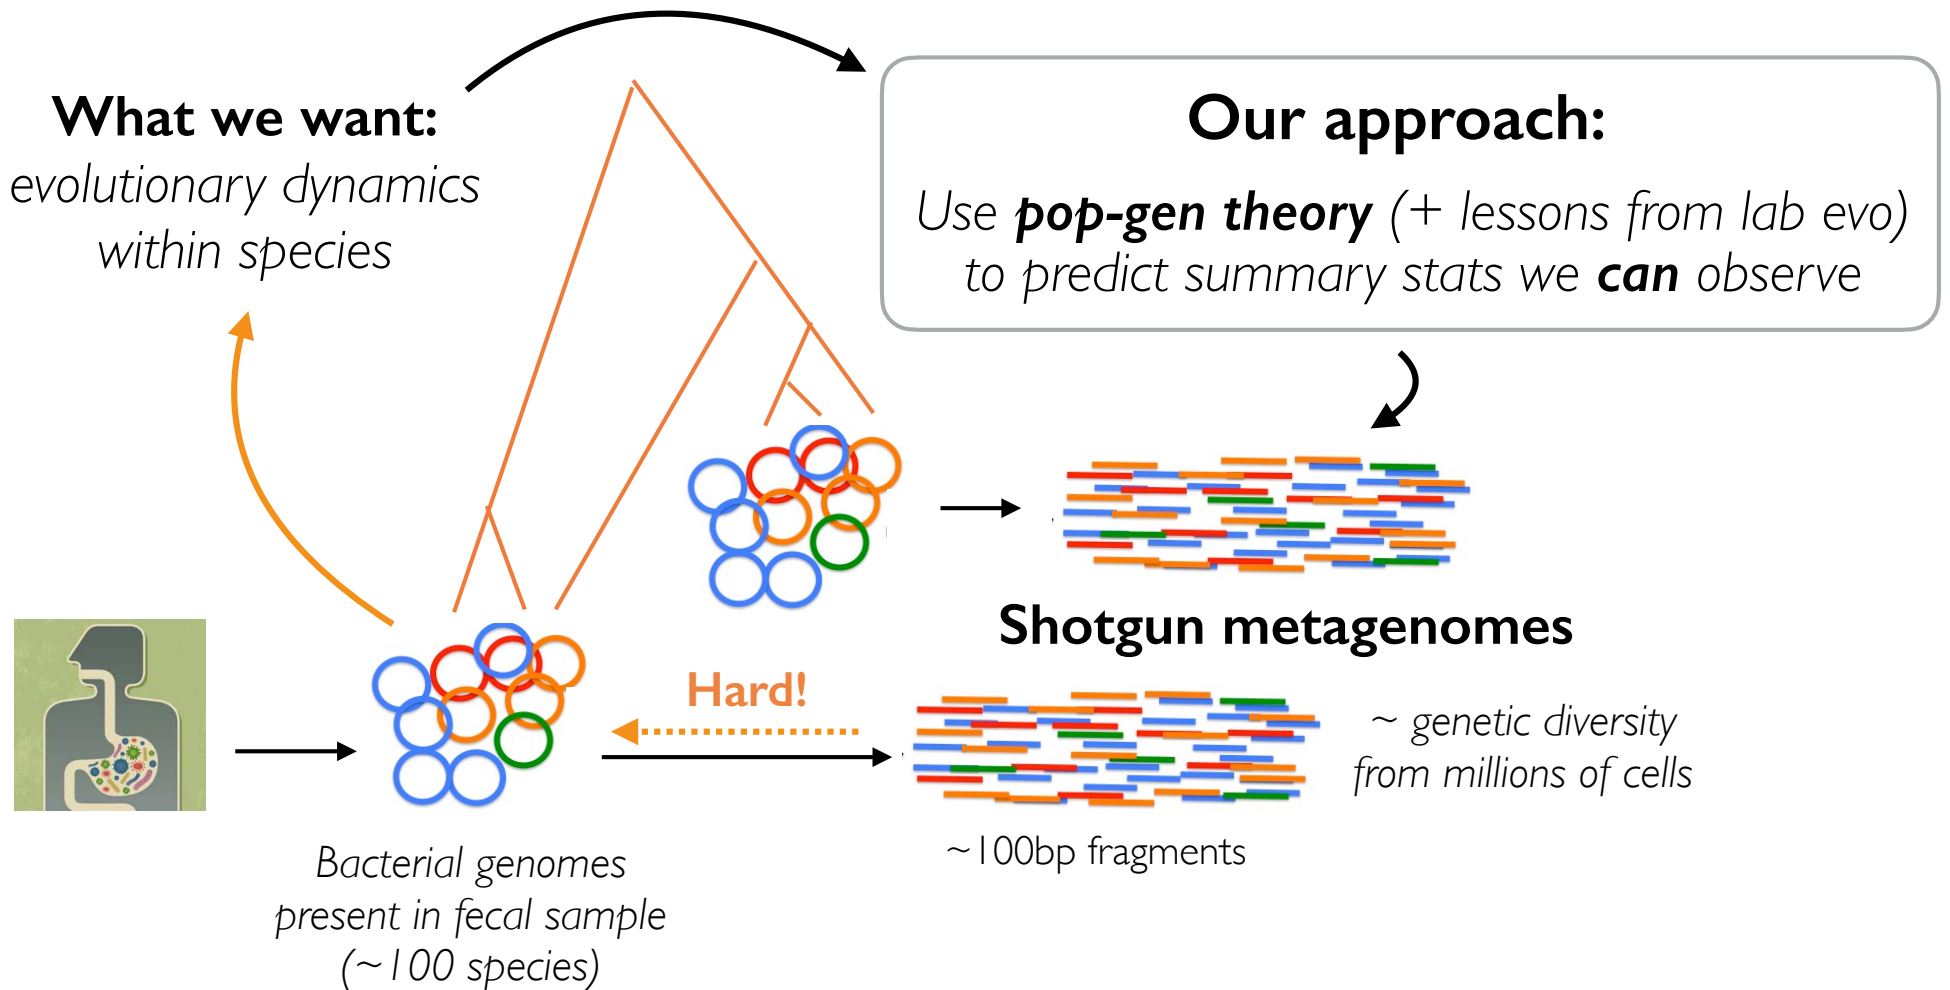 What we want:
evolutionary dynamics
within species
Our approach:
Use pop-gen theory (+ lessons from lab evo)
to predict summary stats we can observe
Shotgun metagenomes
Hard!
~ genetic diversity
from millions of cells
~100bp fragments
Bacterial genomes
present in fecal sample
(~100 species)